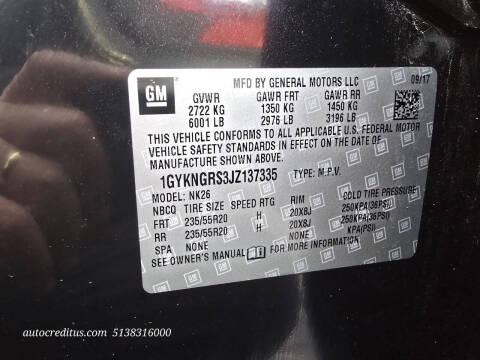 GM
MFD BY GENERAL MOTORS LLC 09/17
GVWR GAWR FRT GAWR RR
2722 KG 1350 KG 1450 KG
6001 LB 2976 LB 3196 LB
THIS VEHICLE CONFORMS TO ALL APPLICABLE U.S. FEDERAL MOTOR
VEHICLE SAFETY STANDARDS IN EFFECT ON THE DATE OF
MANUFACTURE SHOWN ABOVE.
1GYKNGRS3JZ137335 TYPE: M.P.V.
MODEL: NK26
NBCQ TIRE SIZE SPEED RTG RIM COLD TIRE PRESSURE
FRT 235/55R20 H 20X8J 250KPA(36PSI)
RR 235/55R20 H 20X8J 250KPA(36PSI)
SPA NONE NONE KPA(PSI)
SEE OWNER'S MANUAL
autocreditus.com 5138316000